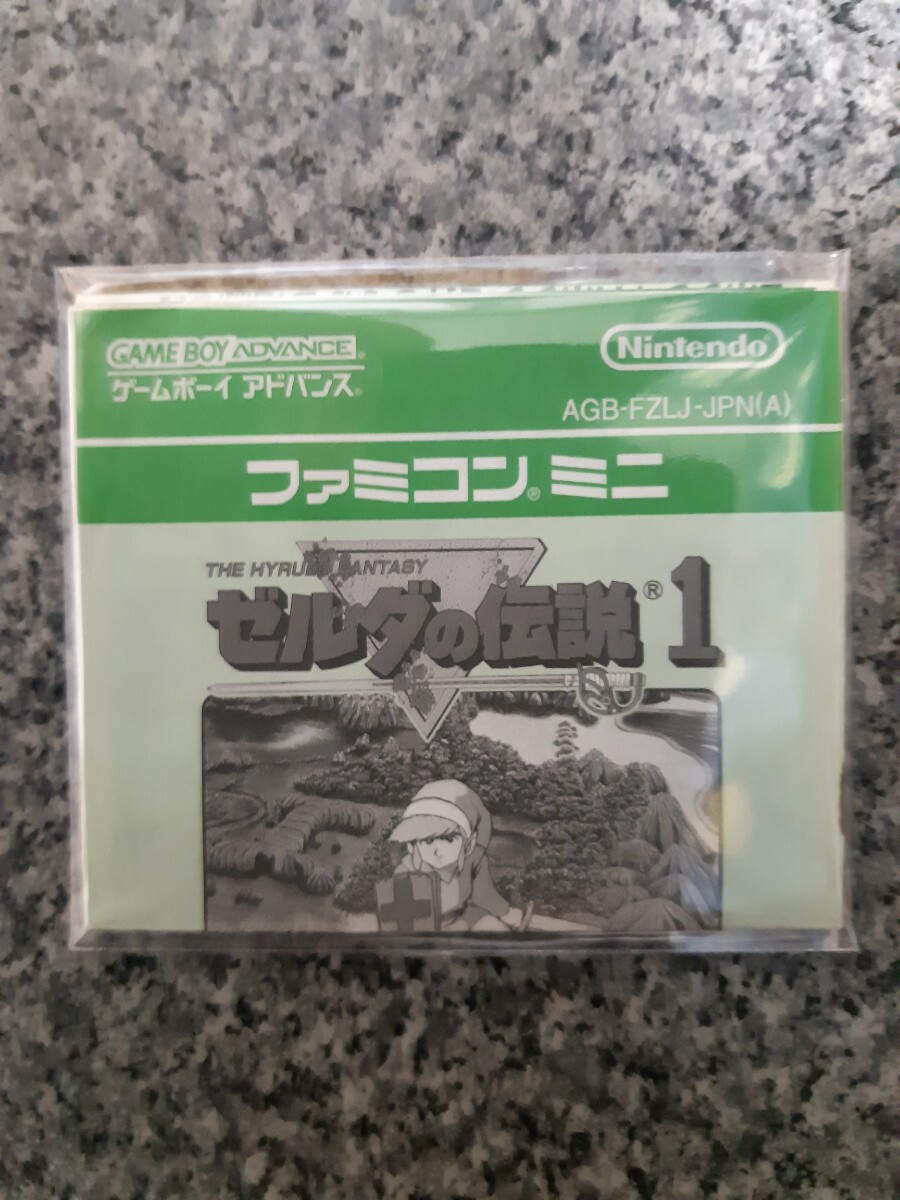 GAME BOY ADVANCE®
ゲームボーイ アドバンス®
Nintendo®
AGB-FZLJ-JPN(A)
ファミコン® ミニ
THE HYRULE FANTASY
ゼルダの伝説® 1